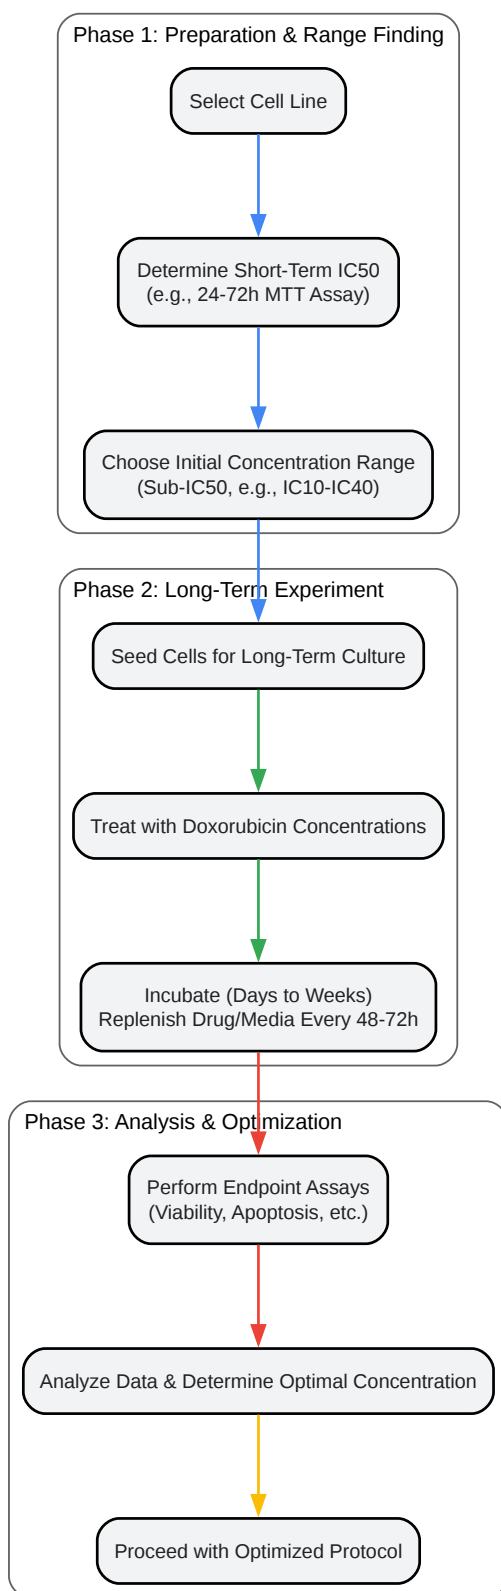 Phase 1: Preparation & Range Finding
Select Cell Line
Determine Short-Term IC50
(e.g., 24-72h MTT Assay)
Choose Initial Concentration Range
(Sub-IC50, e.g., IC10-IC40)
Phase 2: Long-Term Experiment
Seed Cells for Long-Term Culture
Treat with Doxorubicin Concentrations
Incubate (Days to Weeks)
Replenish Drug/Media Every 48-72h
Phase 3: Analysis & Optimization
Perform Endpoint Assays
(Viability, Apoptosis, etc.)
Analyze Data & Determine Optimal Concentration
Proceed with Optimized Protocol